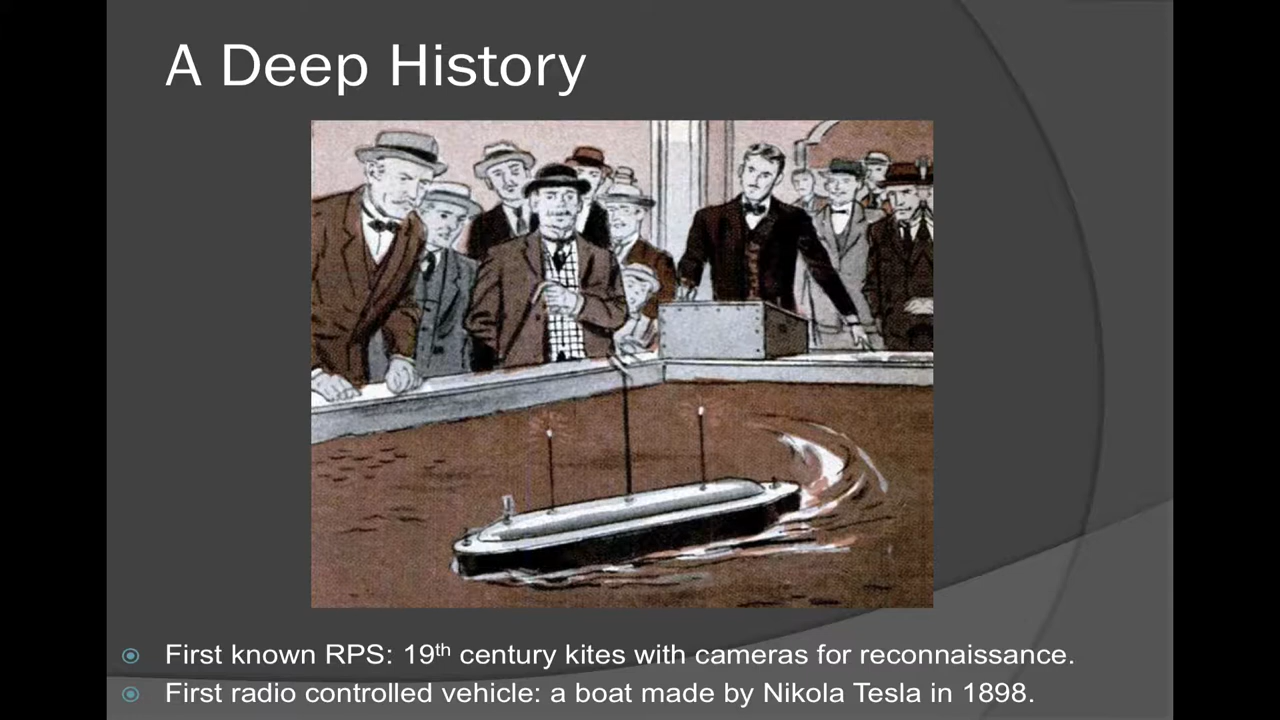 A Deep History
First known RPS: 19th century kites with cameras for reconnaissance.
First radio controlled vehicle: a boat made by Nikola Tesla in 1898.